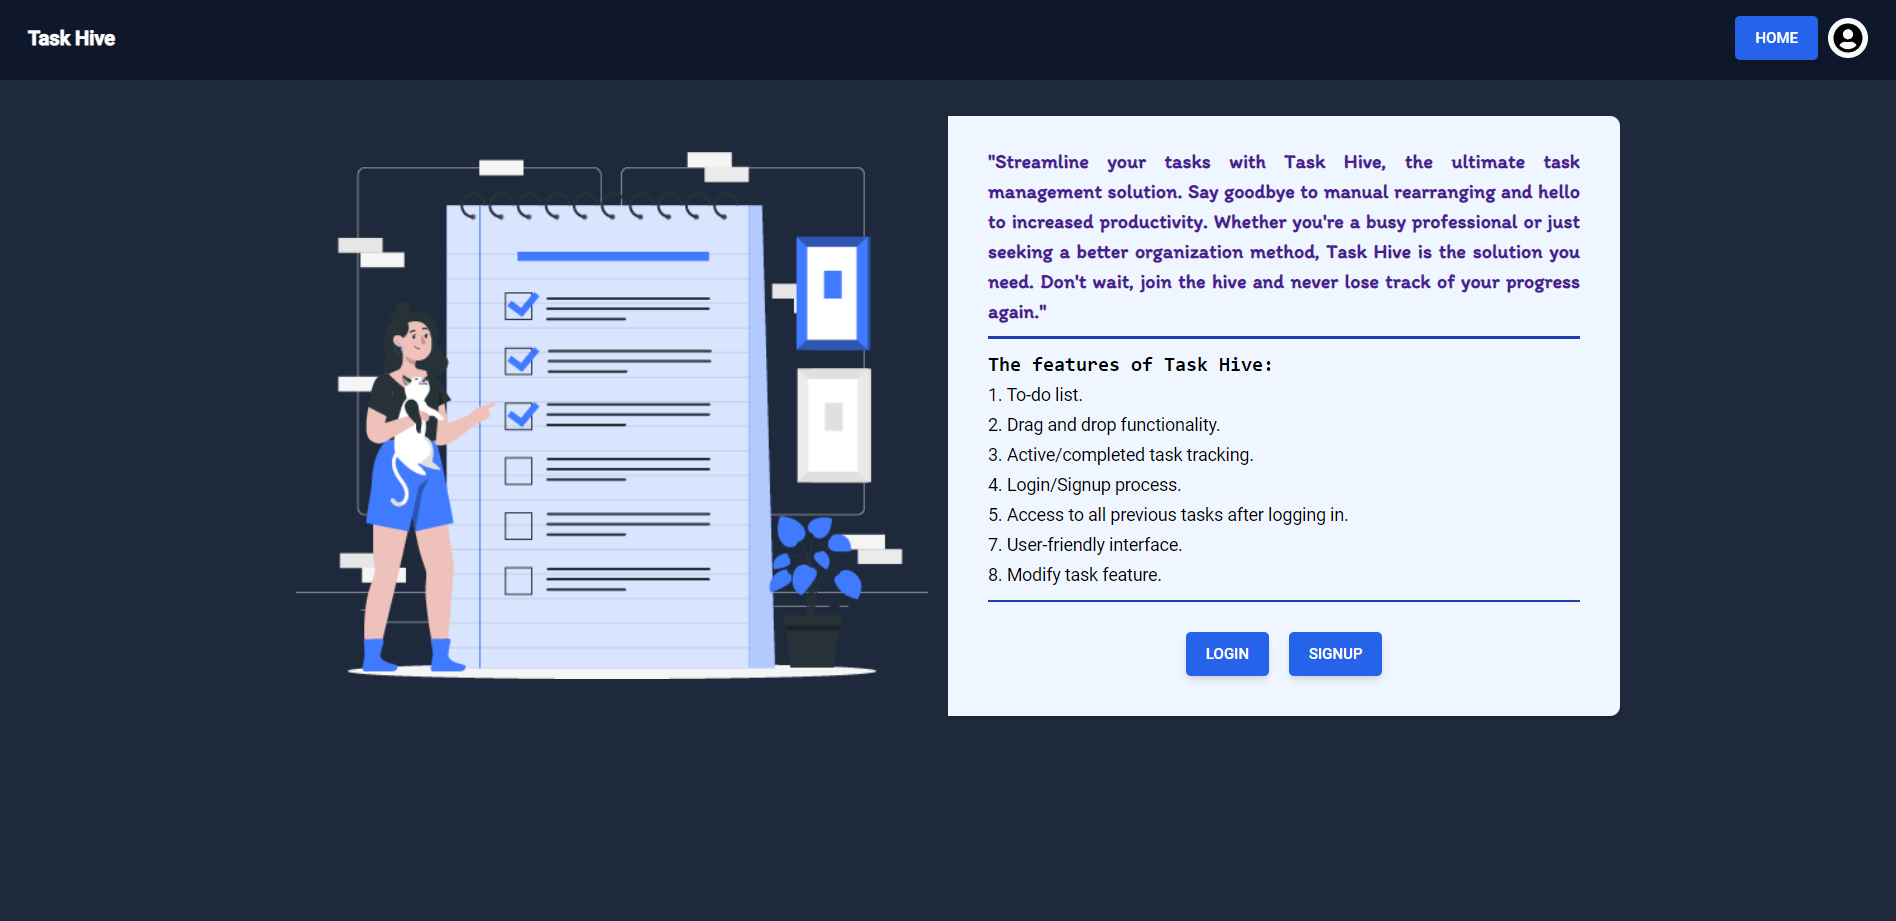 Task Hive
HOME
"Streamline your tasks with Task Hive, the ultimate task
management solution. Say goodbye to manual rearranging and hello
to increased productivity. Whether you're a busy professional or just
seeking a better organization method, Task Hive is the solution you
need. Don't wait, join the hive and never lose track of your progress
again."
The features of Task Hive:
1. To-do list.
2. Drag and drop functionality.
3. Active/completed task tracking.
4. Login/Signup process.
5. Access to all previous tasks after logging in.
7. User-friendly interface.
8. Modify task feature.
LOGIN
SIGNUP